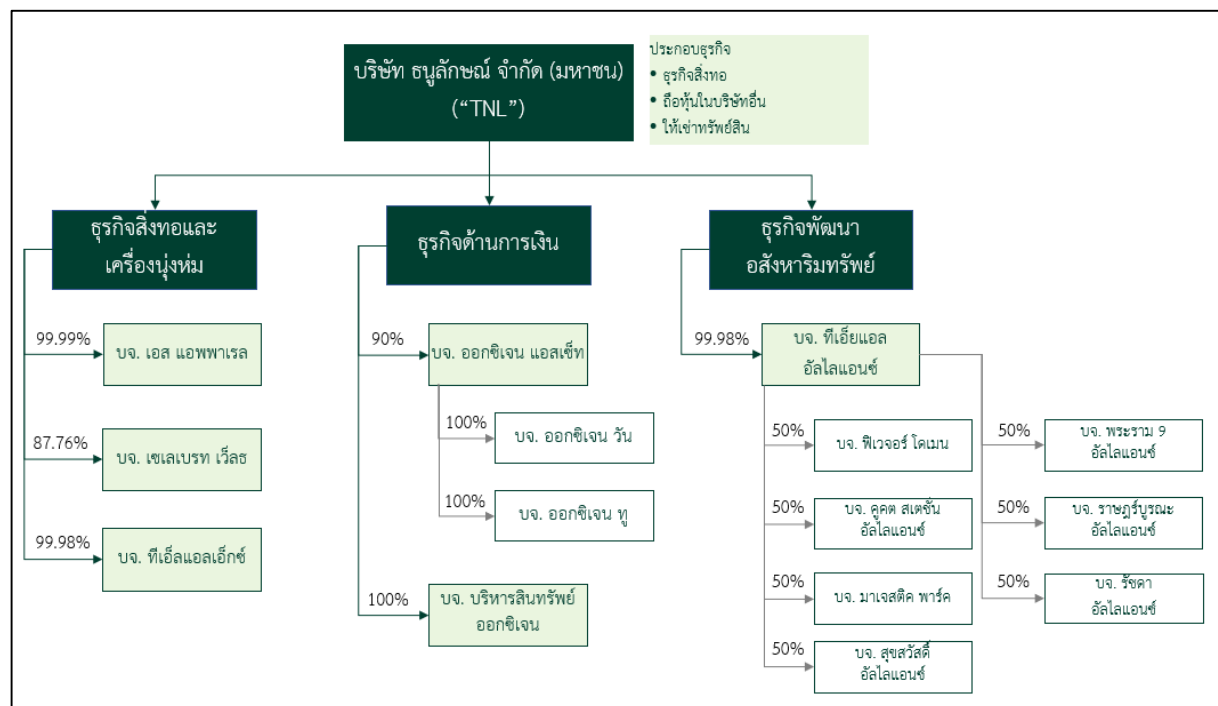 บริษัท ธนูลักษณ์ จำกัด (มหาชน)
(“TNL”)
ประกอบธุรกิจ
• ธุรกิจสิ่งทอ
• ถือหุ้นในบริษัทอื่น
• ให้เช่าทรัพย์สิน
ธุรกิจสิ่งทอและ
เครื่องนุ่งห่ม
99.99%
บจ. เอส แอพพาเรล
87.76%
บจ. เซเลเบรท เว็ลธ
99.98%
บจ. ทีเอ็ลแอลเอ็กซ์
ธุรกิจด้านการเงิน
90%
บจ. ออกซิเจน แอสเซ็ท
100%
บจ. ออกซิเจน วัน
100%
บจ. ออกซิเจน ทู
100%
บจ. บริหารสินทรัพย์
ออกซิเจน
ธุรกิจพัฒนา
อสังหาริมทรัพย์
99.98%
บจ. ทีเอ็ยแอล
อัลไลแอนซ์
50%
บจ. ฟิเวจอร์ โดเมน
50%
บจ. คูคต สเตชั่น
อัลไลแอนซ์
50%
บจ. มาเจสติค พาร์ค
50%
บจ. สุขสวัสดิ์
อัลไลแอนซ์
50%
บจ. พระราม 9
อัลไลแอนซ์
50%
บจ. ราษฎร์บูรณะ
อัลไลแอนซ์
50%
บจ. รัชดา
อัลไลแอนซ์